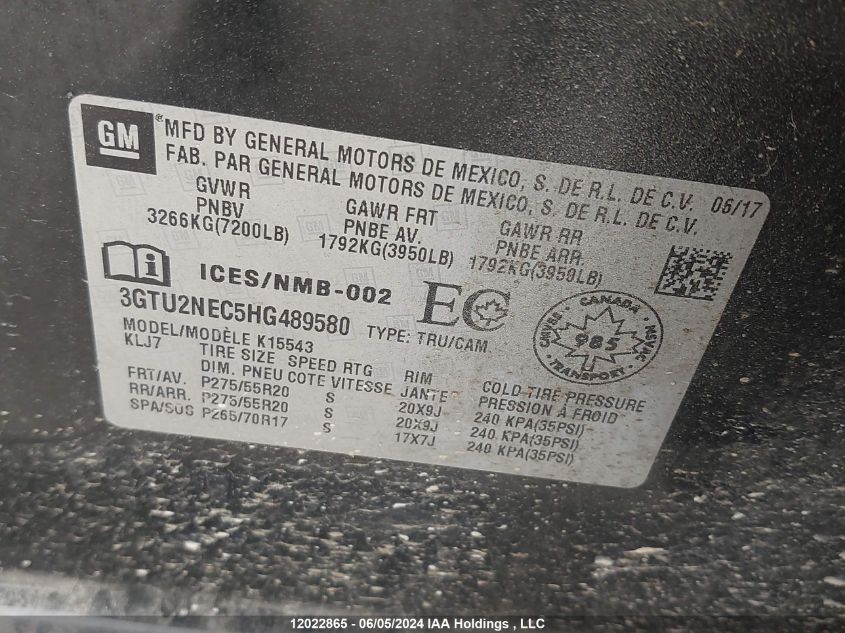 GM
®MFD BY GENERAL MOTORS DE MEXICO, S. DE R.L. DE C.V. 06/17
FAB. PAR GENERAL MOTORS DE MEXICO, S. DE R.L. DE C.V.
GVWR GAWR FRT GAWR RR
PNBV PNBE AV. PNBE ARR.
3266KG(7200LB) 1792KG(3950LB) 1792KG(3950LB)
i ICES/NMB-002 EC
3GTU2NEC5HG489580 TYPE: TRU/CAM
CANADA
CMVSS 985 NSVAC
TRANSPORT
MODEL/MODÈLE K15543
KLJ7 TIRE SIZE SPEED RTG RIM COLD TIRE PRESSURE
DIM. PNEU COTE VITESSE JANTE PRESSION À FROID
FRT/AV. P275/55R20 S 20X9J 240 KPA(35PSI)
RR/ARR. P275/55R20 S 20X9J 240 KPA(35PSI)
SPA/SUS P265/70R17 S 17X7J 240 KPA(35PSI)
12022865 - 06/05/2024 IAA Holdings , LLC